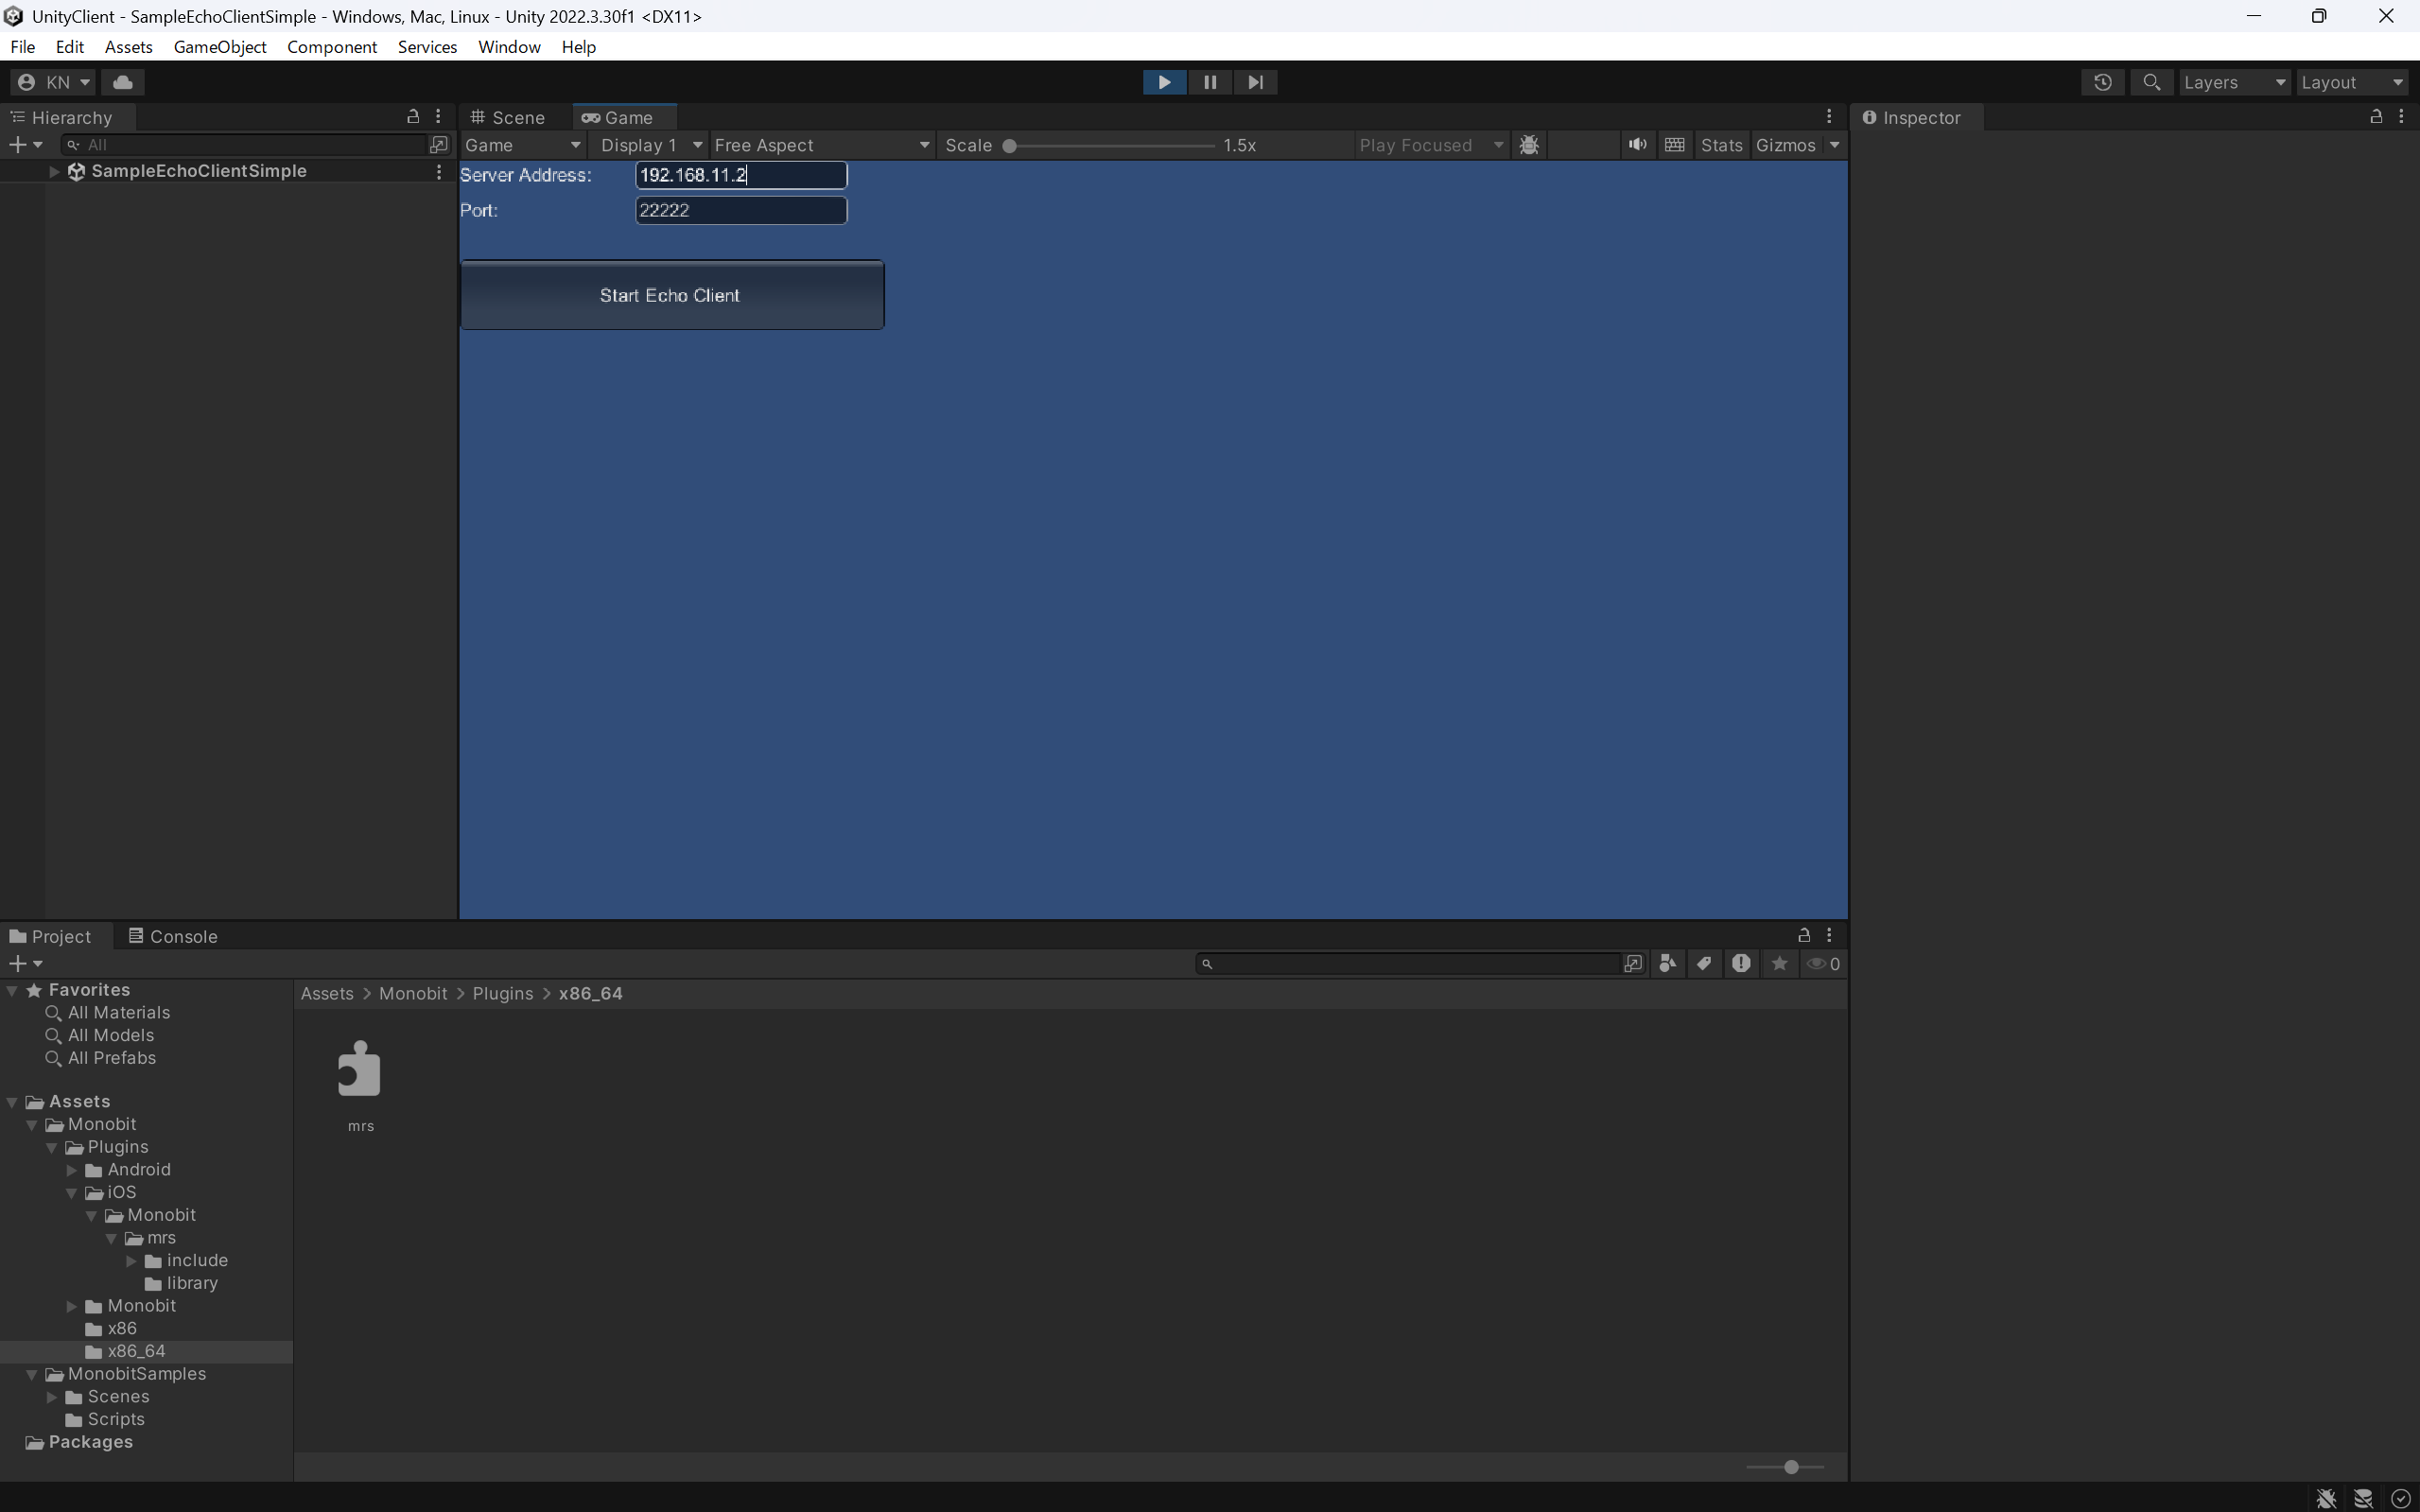 UnityClient - SampleEchoClientSimple - Windows, Mac, Linux - Unity 2022.3.30f1 <DX11>
File Edit Assets GameObject Component Services Window Help
KN Layers Layout
Hierarchy Scene Game Inspector
All Game Display 1 Free Aspect Scale 1.5x Play Focused Stats Gizmos
SampleEchoClientSimple
Server Address: 192.168.11.2
Port: 22222
Start Echo Client
Project Console
0
Favorites
All Materials
All Models
All Prefabs
Assets
Monobit
Plugins
Android
iOS
Monobit
mrs
include
library
Monobit
x86
x86_64
MonobitSamples
Scenes
Scripts
Packages
Assets > Monobit > Plugins > x86_64
mrs